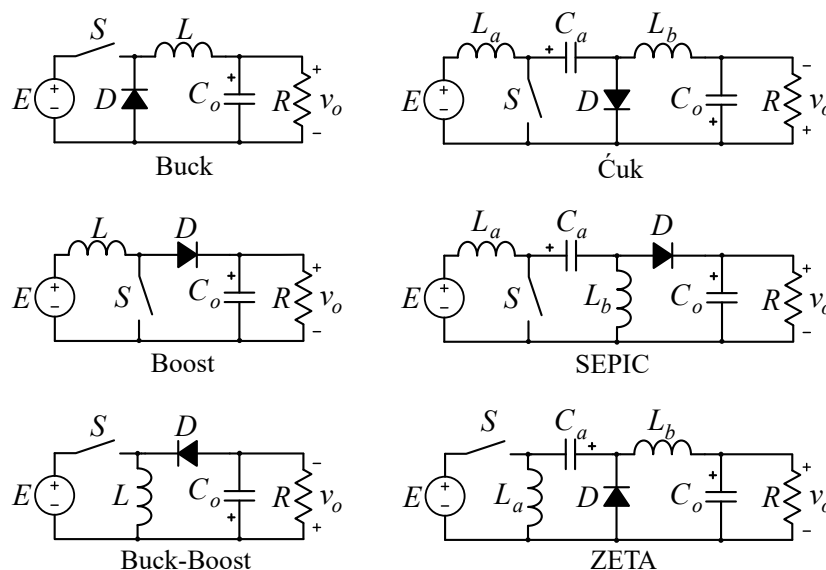 S
L
E
+
−
D
+
C_o
R
+
v_o
−
Buck
L_a
+
C_a
L_b
E
+
−
S
D
C_o
+
R
−
v_o
+
Ćuk
L
D
E
+
−
S
+
C_o
R
+
v_o
−
Boost
L_a
+
C_a
D
E
+
−
S
L_b
+
C_o
R
+
v_o
−
SEPIC
S
D
E
+
−
L
C_o
+
R
−
v_o
+
Buck-Boost
S
C_a
+
L_b
E
+
−
L_a
D
+
C_o
R
+
v_o
−
ZETA